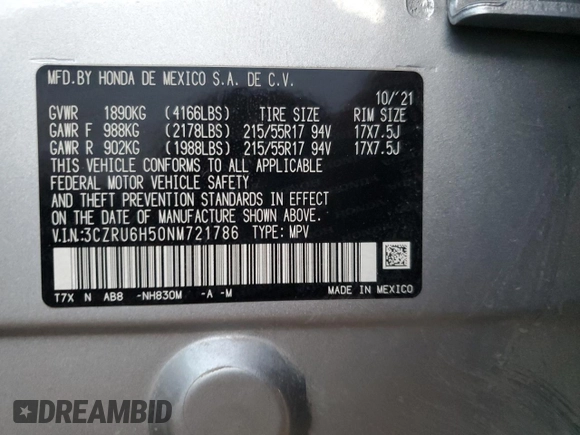 MFD.BY HONDA DE MEXICO S.A. DE C.V.
10/'21
GVWR 1890KG (4166LBS) TIRE SIZE RIM SIZE
GAWR F 988KG (2178LBS) 215/55R17 94V 17X7.5J
GAWR R 902KG (1988LBS) 215/55R17 94V 17X7.5J
THIS VEHICLE CONFORMS TO ALL APPLICABLE
FEDERAL MOTOR VEHICLE SAFETY
AND THEFT PREVENTION STANDARDS IN EFFECT
ON THE DATE OF MANUFACTURE SHOWN ABOVE.
V.I.N.:3CZRU6H50NM721786 TYPE: MPV
T7X N AB8 -NH830M -A -M MADE IN MEXICO
DREAMBID